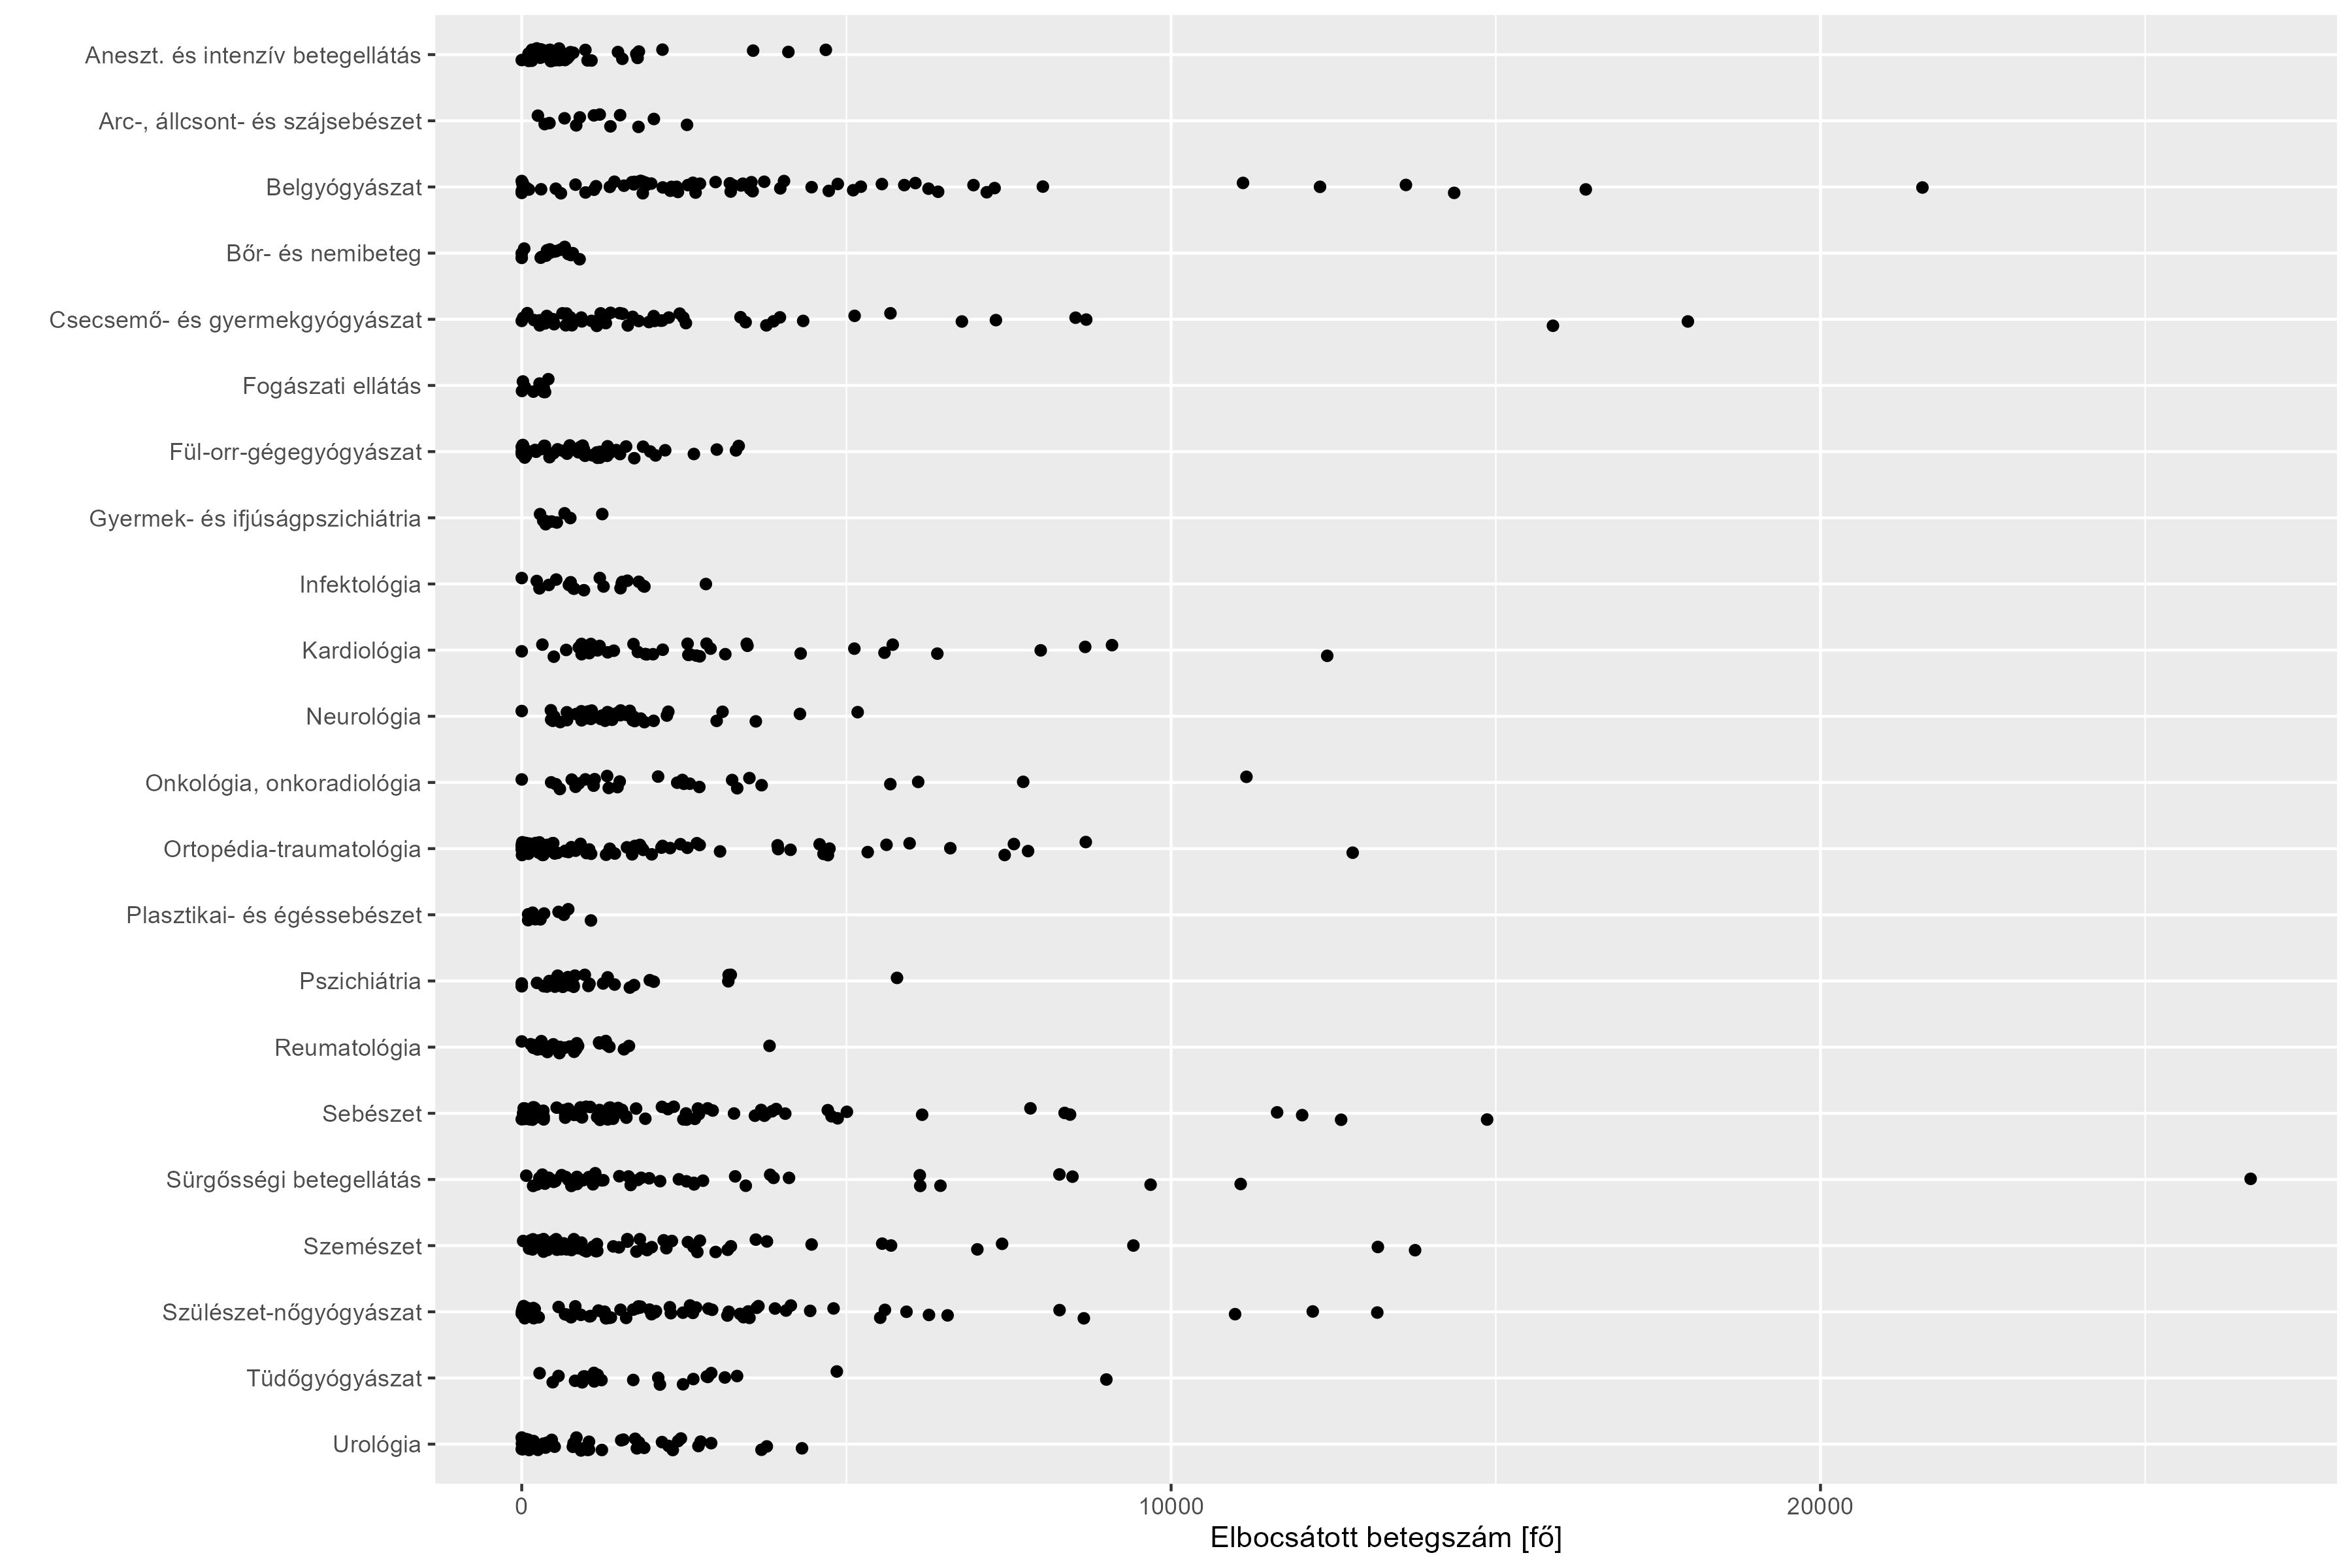 Aneszt. és intenzív betegellátás
Arc-, állcsont- és szájsebészet
Belgyógyászat
Bőr- és nemibeteg
Csecsemő- és gyermekgyógyászat
Fogászati ellátás
Fül-orr-gégegyógyászat
Gyermek- és ifjúságpszichiátria
Infektológia
Kardiológia
Neurológia
Onkológia, onkoradiológia
Ortopédia-traumatológia
Plasztikai- és égéssebészet
Pszichiátria
Reumatológia
Sebészet
Sürgősségi betegellátás
Szemészet
Szülészet-nőgyógyászat
Tüdőgyógyászat
Urológia
0 10000 20000
Elbocsátott betegszám [fő]